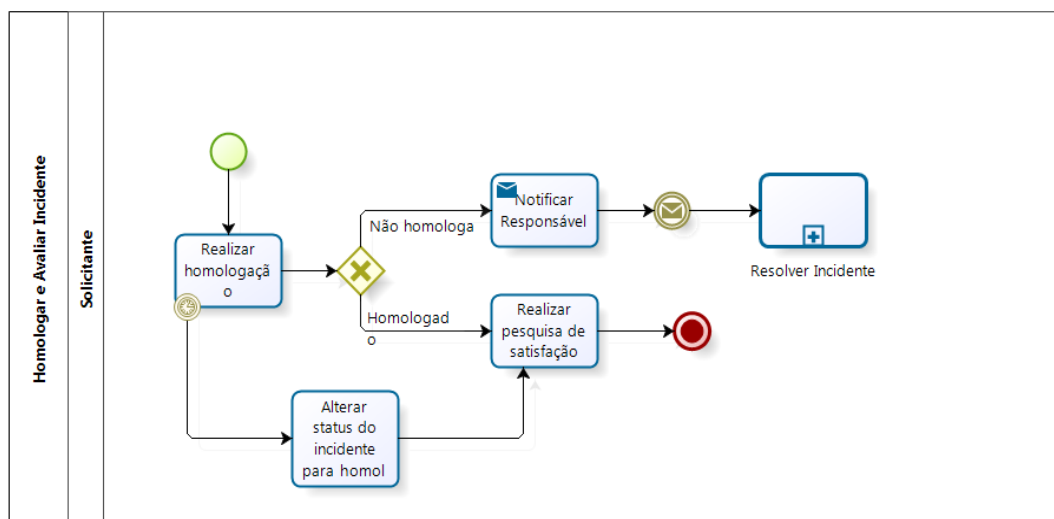 Homologar e Avaliar Incidente
Solicitante
Realizar
homologaçã
o
Não homologa
Homologad
o
Notificar
Responsável
Resolver Incidente
Realizar
pesquisa de
satisfação
Alterar
status do
incidente
para homol